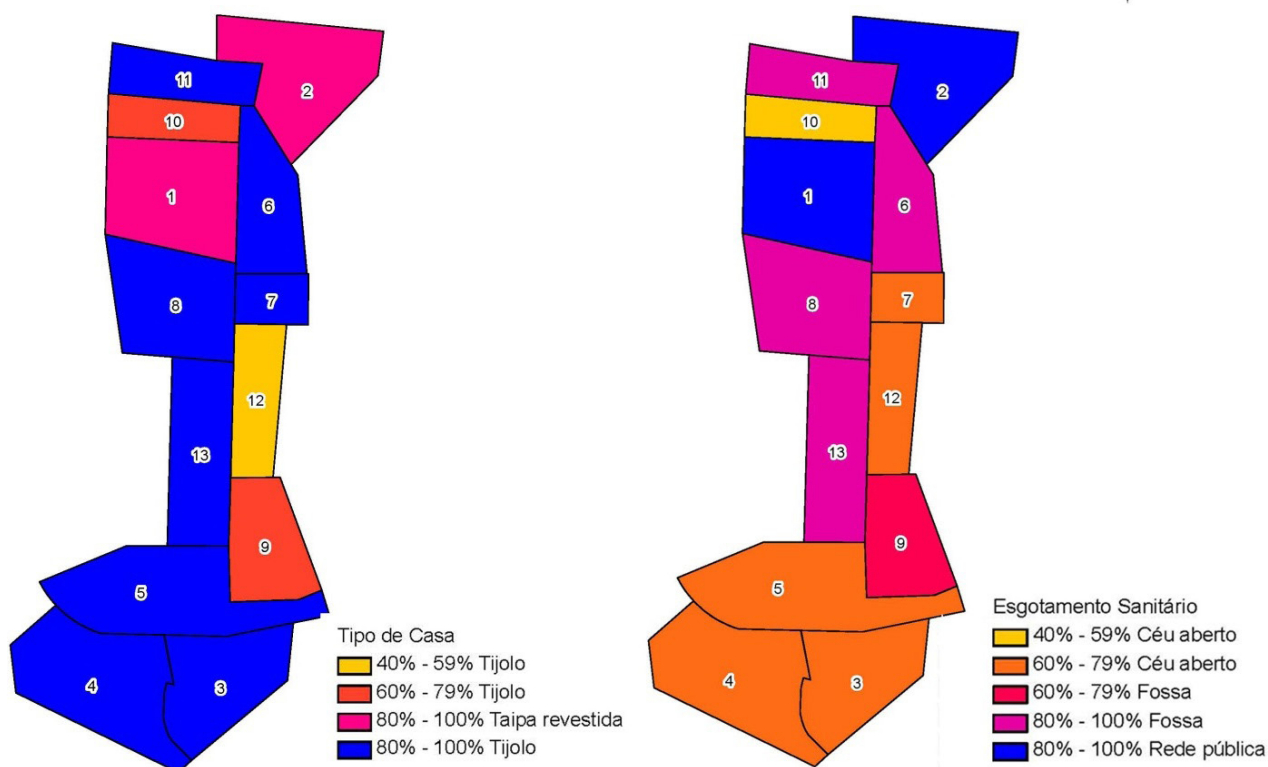 11
2
10
1
6
8
7
12
13
9
5
4
3
Tipo de Casa
40% - 59% Tijolo
60% - 79% Tijolo
80% - 100% Taipa revestida
80% - 100% Tijolo
11
2
10
1
6
8
7
12
13
9
5
4
3
Esgotamento Sanitário
40% - 59% Céu aberto
60% - 79% Céu aberto
60% - 79% Fossa
80% - 100% Fossa
80% - 100% Rede pública